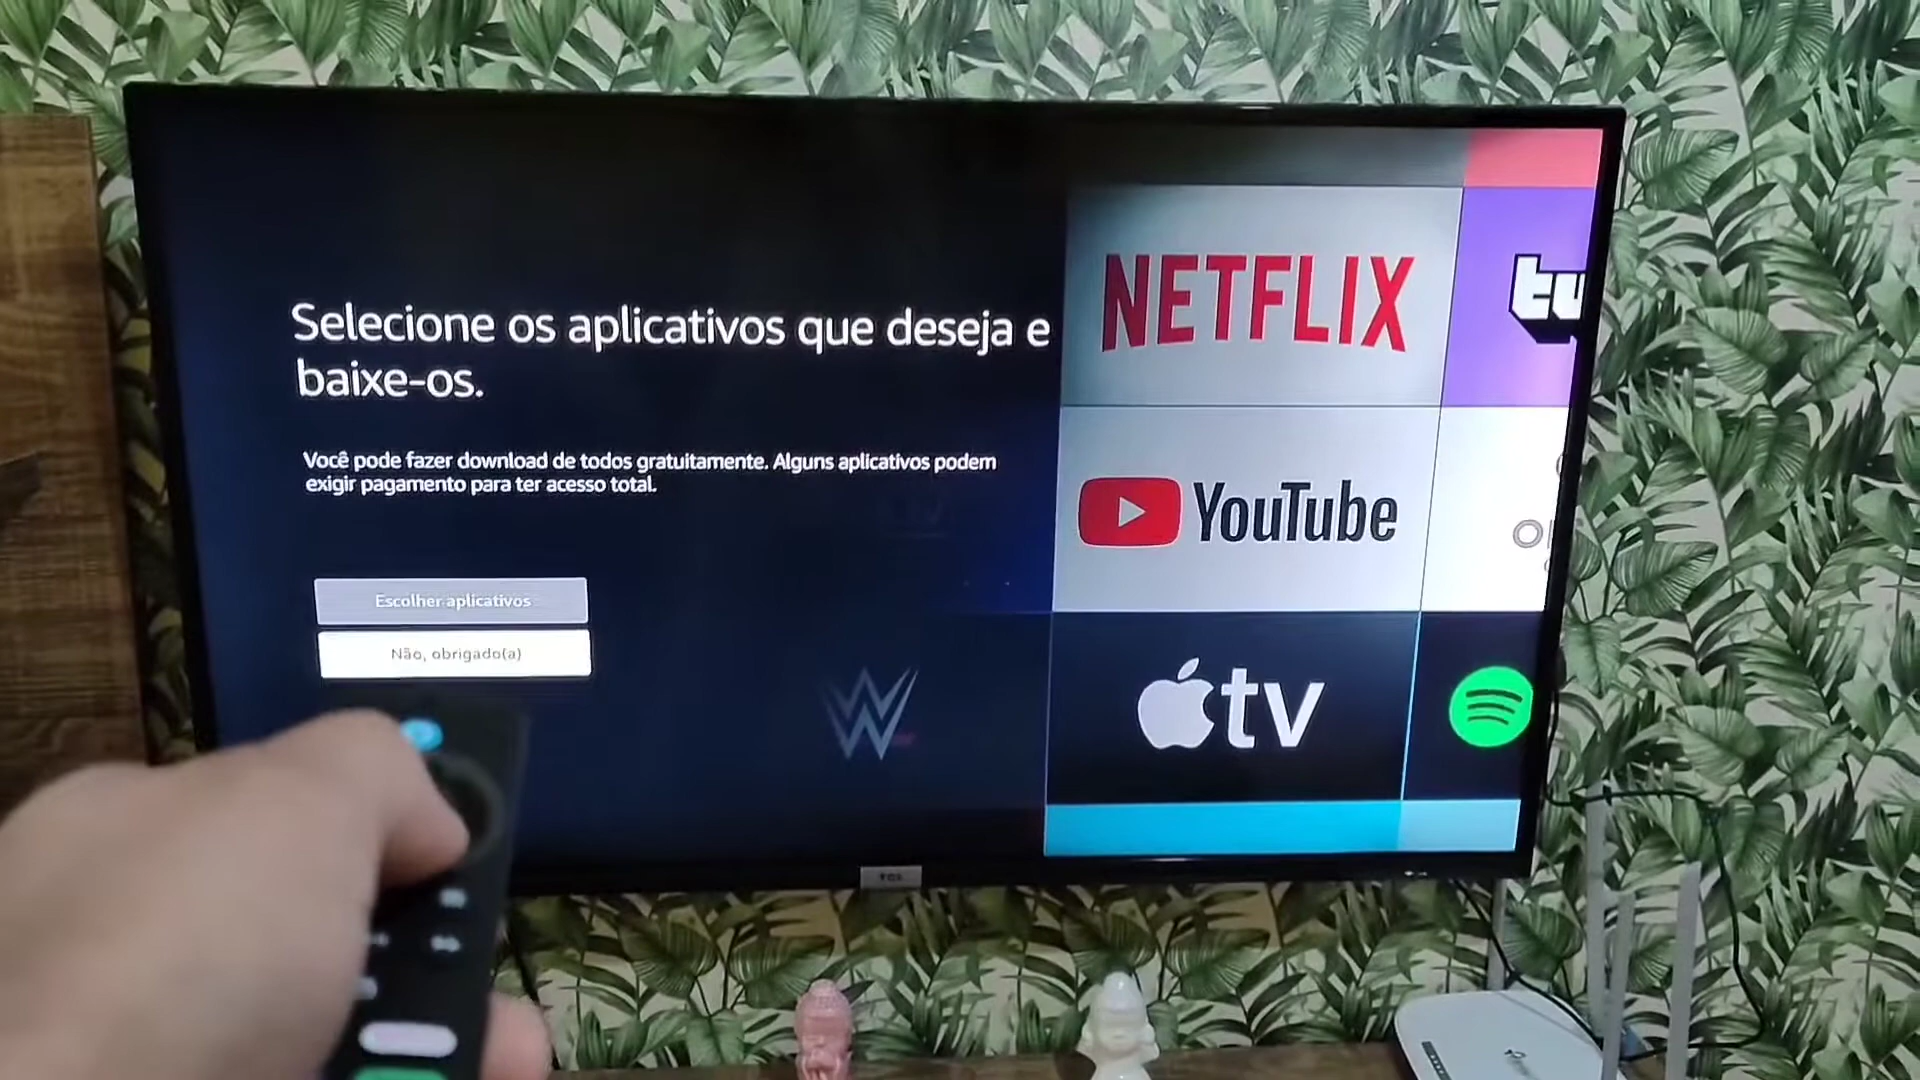 Selecione os aplicativos que deseja e
baixe-os.
Você pode fazer download de todos gratuitamente. Alguns aplicativos podem
exigir pagamento para ter acesso total.
Escolher aplicativos
Não, obrigado(a)
NETFLIX
YouTube
tv
W
TCL